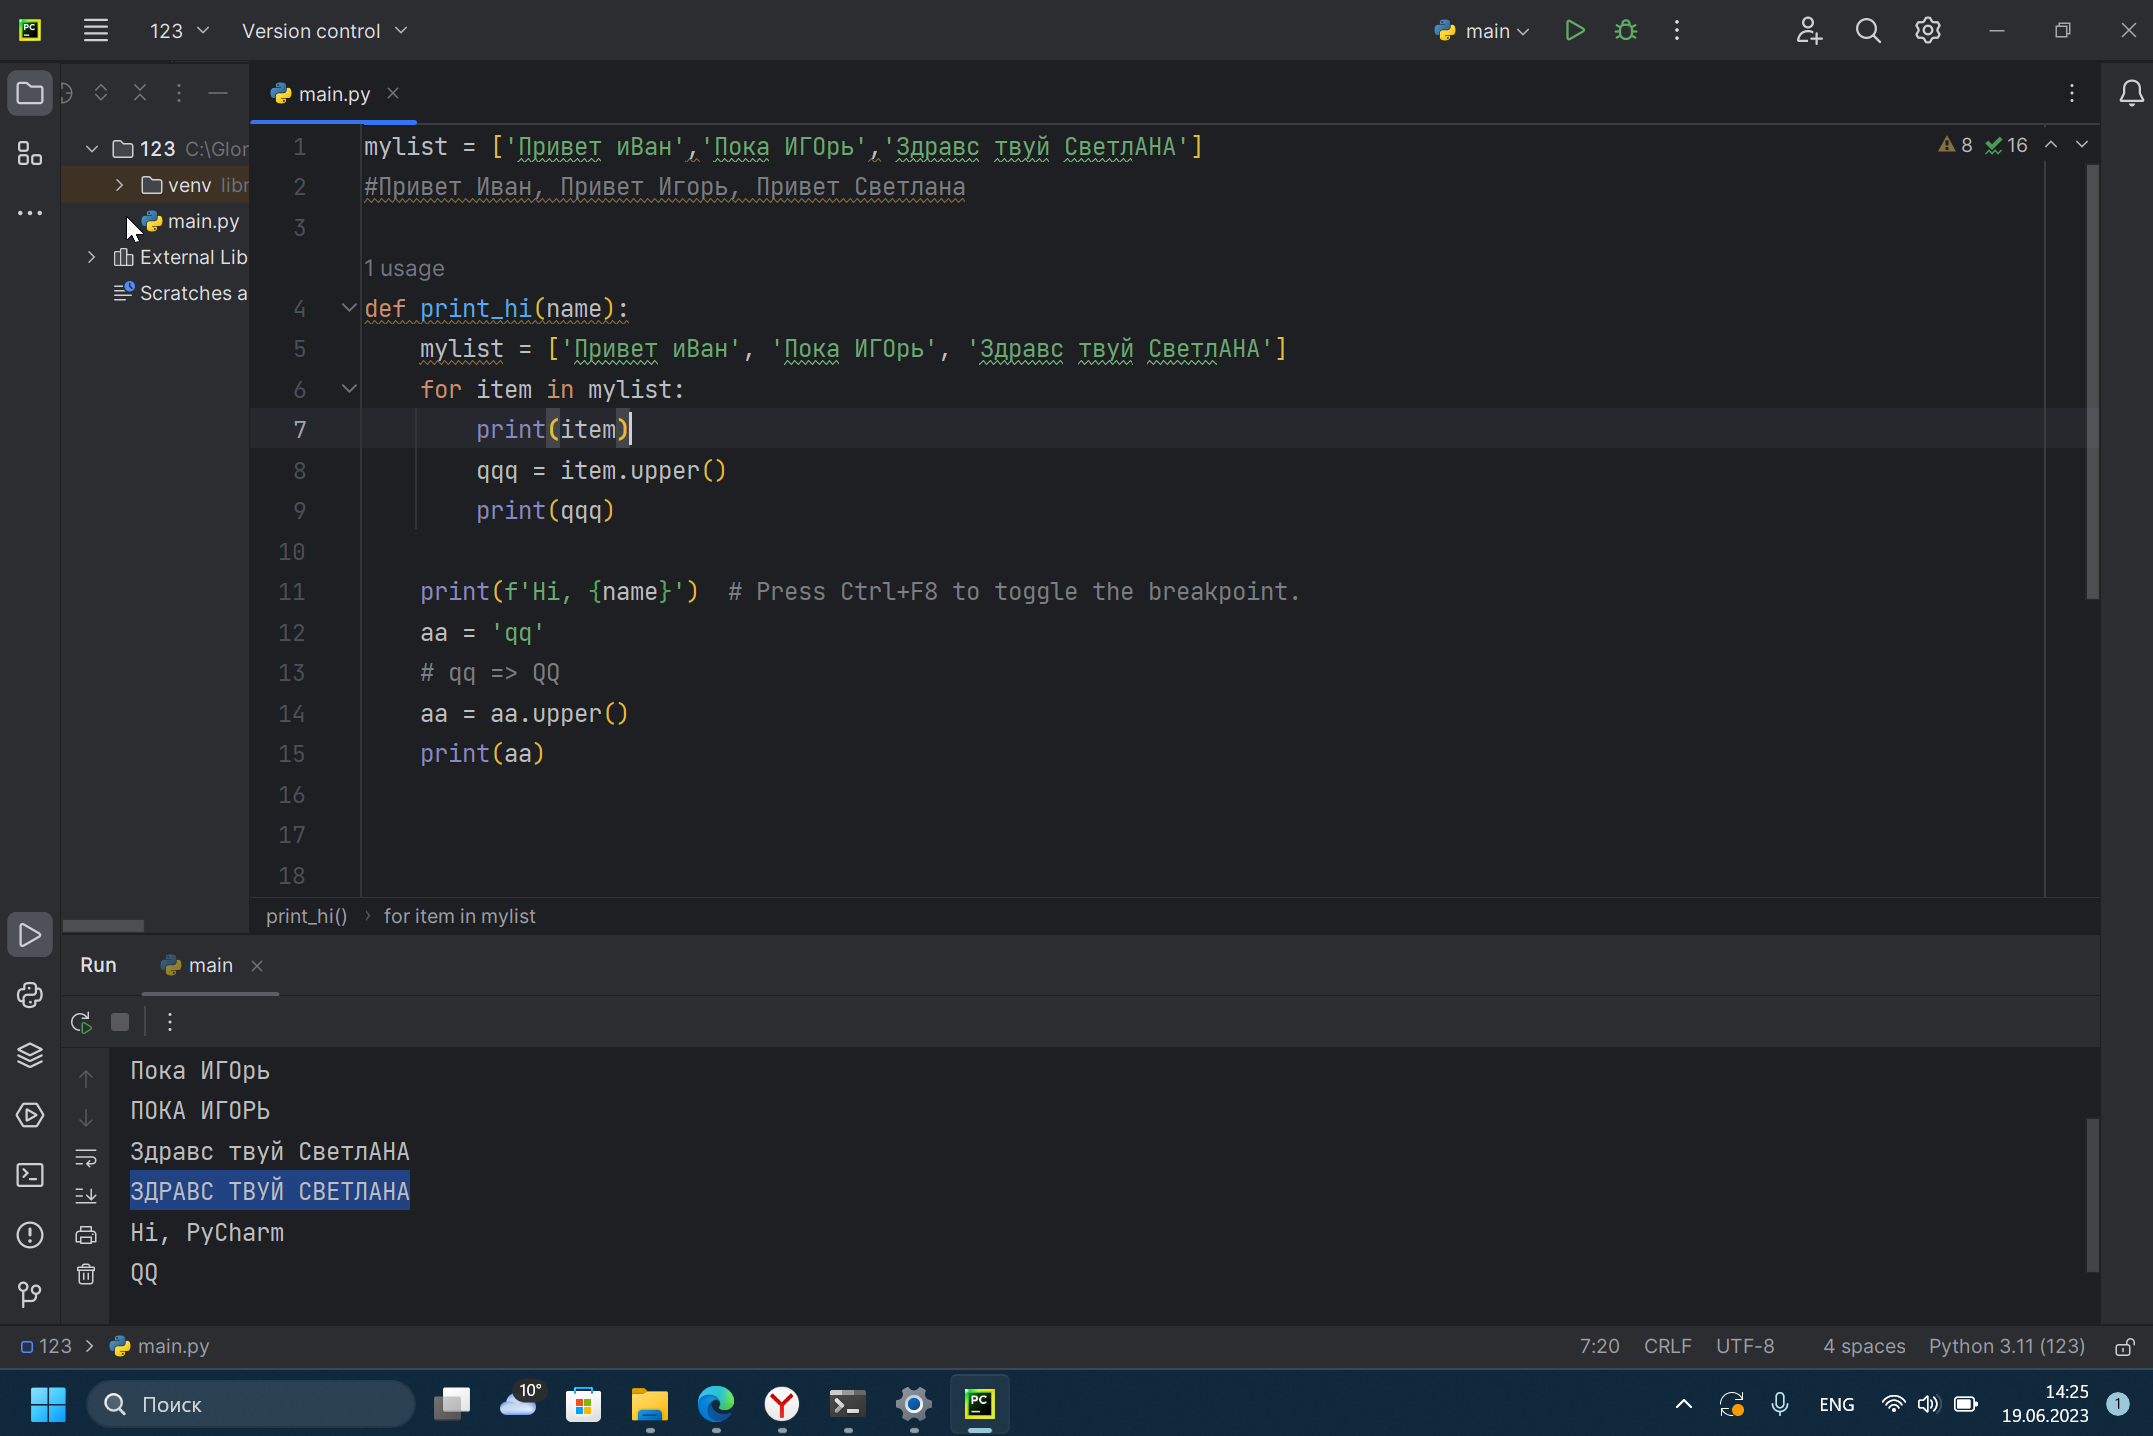 PC
123
Version control
main
main.py
123 C:\Glor
venv libr
main.py
External Lib
Scratches a
8
16
1 mylist = ['Привет иВан','Пока ИГОрь','Здравс твуй СветлАНА']
2 #Привет Иван, Привет Игорь, Привет Светлана
3
1 usage
4 def print_hi(name):
5 mylist = ['Привет иВан', 'Пока ИГОрь', 'Здравс твуй СветлАНА']
6 for item in mylist:
7 print(item)
8 qqq = item.upper()
9 print(qqq)
10
11 print(f'Hi, {name}')  # Press Ctrl+F8 to toggle the breakpoint.
12 aa = 'qq'
13 # qq => QQ
14 aa = aa.upper()
15 print(aa)
16
17
18
print_hi() › for item in mylist
Run
main
Пока ИГОрь
ПОКА ИГОРЬ
Здравс твуй СветлАНА
ЗДРАВС ТВУЙ СВЕТЛАНА
Hi, PyCharm
QQ
123 > main.py
7:20 CRLF UTF-8 4 spaces Python 3.11 (123)
Поиск
10°
PC
ENG
14:25
19.06.2023
1